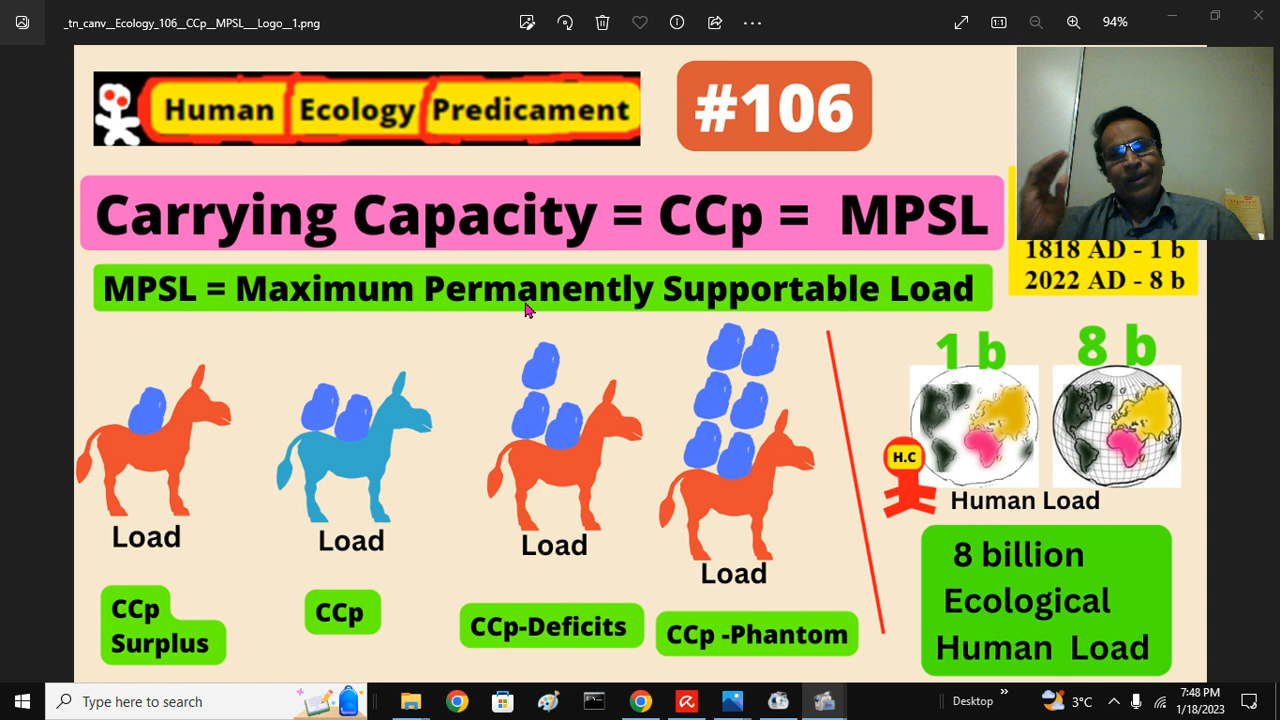 _tn_canv__Ecology_106__CCp__MPSL___Logo__1.png
94%
Human Ecology Predicament
#106
Carrying Capacity = CCp = MPSL
MPSL = Maximum Permanently Supportable Load
1818 AD - 1 b
2022 AD - 8 b
1 b
8 b
H.C
Human Load
Load
Load
Load
Load
CCp
Surplus
CCp
CCp-Deficits
CCp -Phantom
8 billion
Ecological
Human Load
Type here to search
Desktop
3°C
7:48 PM
1/18/2023